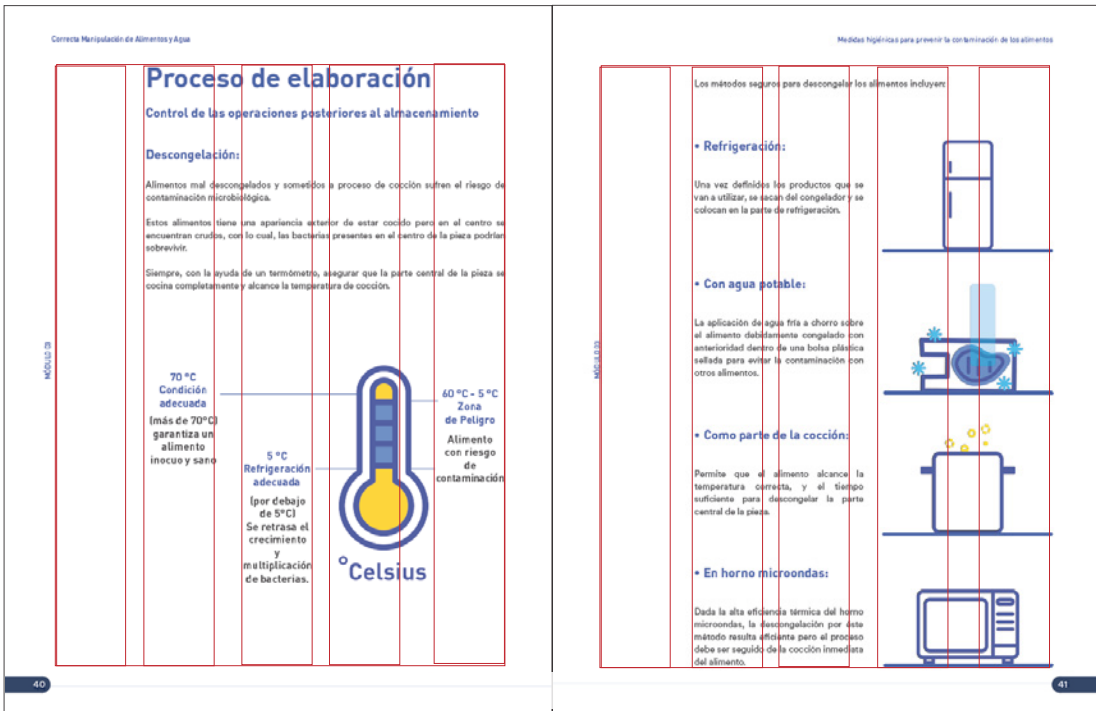 Correcta Manipulación de Alimentos y Agua
Proceso de elaboración
Control de las operaciones posteriores al almacenamiento
Descongelación:
Alimentos mal descongelados y sometidos a proceso de cocción sufren el riesgo de
contaminación microbiológica.
Estos alimentos tiene una apariencia exterior de estar cocido pero en el centro se
encuentran crudos, con lo cual, las bacterias presentes en el centro de la pieza podrían
sobrevivir.
Siempre, con la ayuda de un termómetro, asegurar que la parte central de la pieza se
cocina completamente y alcance la temperatura de cocción.
MÓDULO 03
70 °C
Condición
adecuada
(más de 70°C)
garantiza un
alimento
inocuo y sano
5 °C
Refrigeración
adecuada
(por debajo
de 5°C)
Se retrasa el
crecimiento
y
multiplicación
de bacterias.
60 °C - 5 °C
Zona
de Peligro
Alimento
con riesgo
de
contaminación
°Celsius
40
Medidas higiénicas para prevenir la contaminación de los alimentos
Los métodos seguros para descongelar los alimentos incluyen:
• Refrigeración:
Una vez definidos los productos que se
van a utilizar, se sacan del congelador y se
colocan en la parte de refrigeración.
• Con agua potable:
La aplicación de agua fría a chorro sobre
el alimento debidamente congelado con
anterioridad dentro de una bolsa plástica
sellada para evitar la contaminación con
otros alimentos.
MÓDULO 03
• Como parte de la cocción:
Permite que el alimento alcance la
temperatura correcta, y el tiempo
suficiente para descongelar la parte
central de la pieza.
• En horno microondas:
Dada la alta eficiencia térmica del horno
microondas, la descongelación por éste
método resulta eficiente pero el proceso
debe ser seguido de la cocción inmediata
del alimento.
41